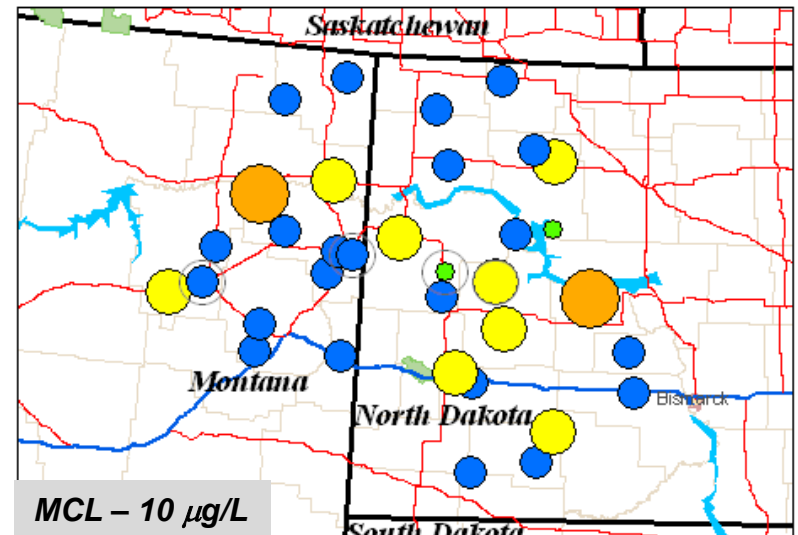 Saskatchewan
Montana
North Dakota
Bismarck
South Dakota
MCL – 10 µg/L